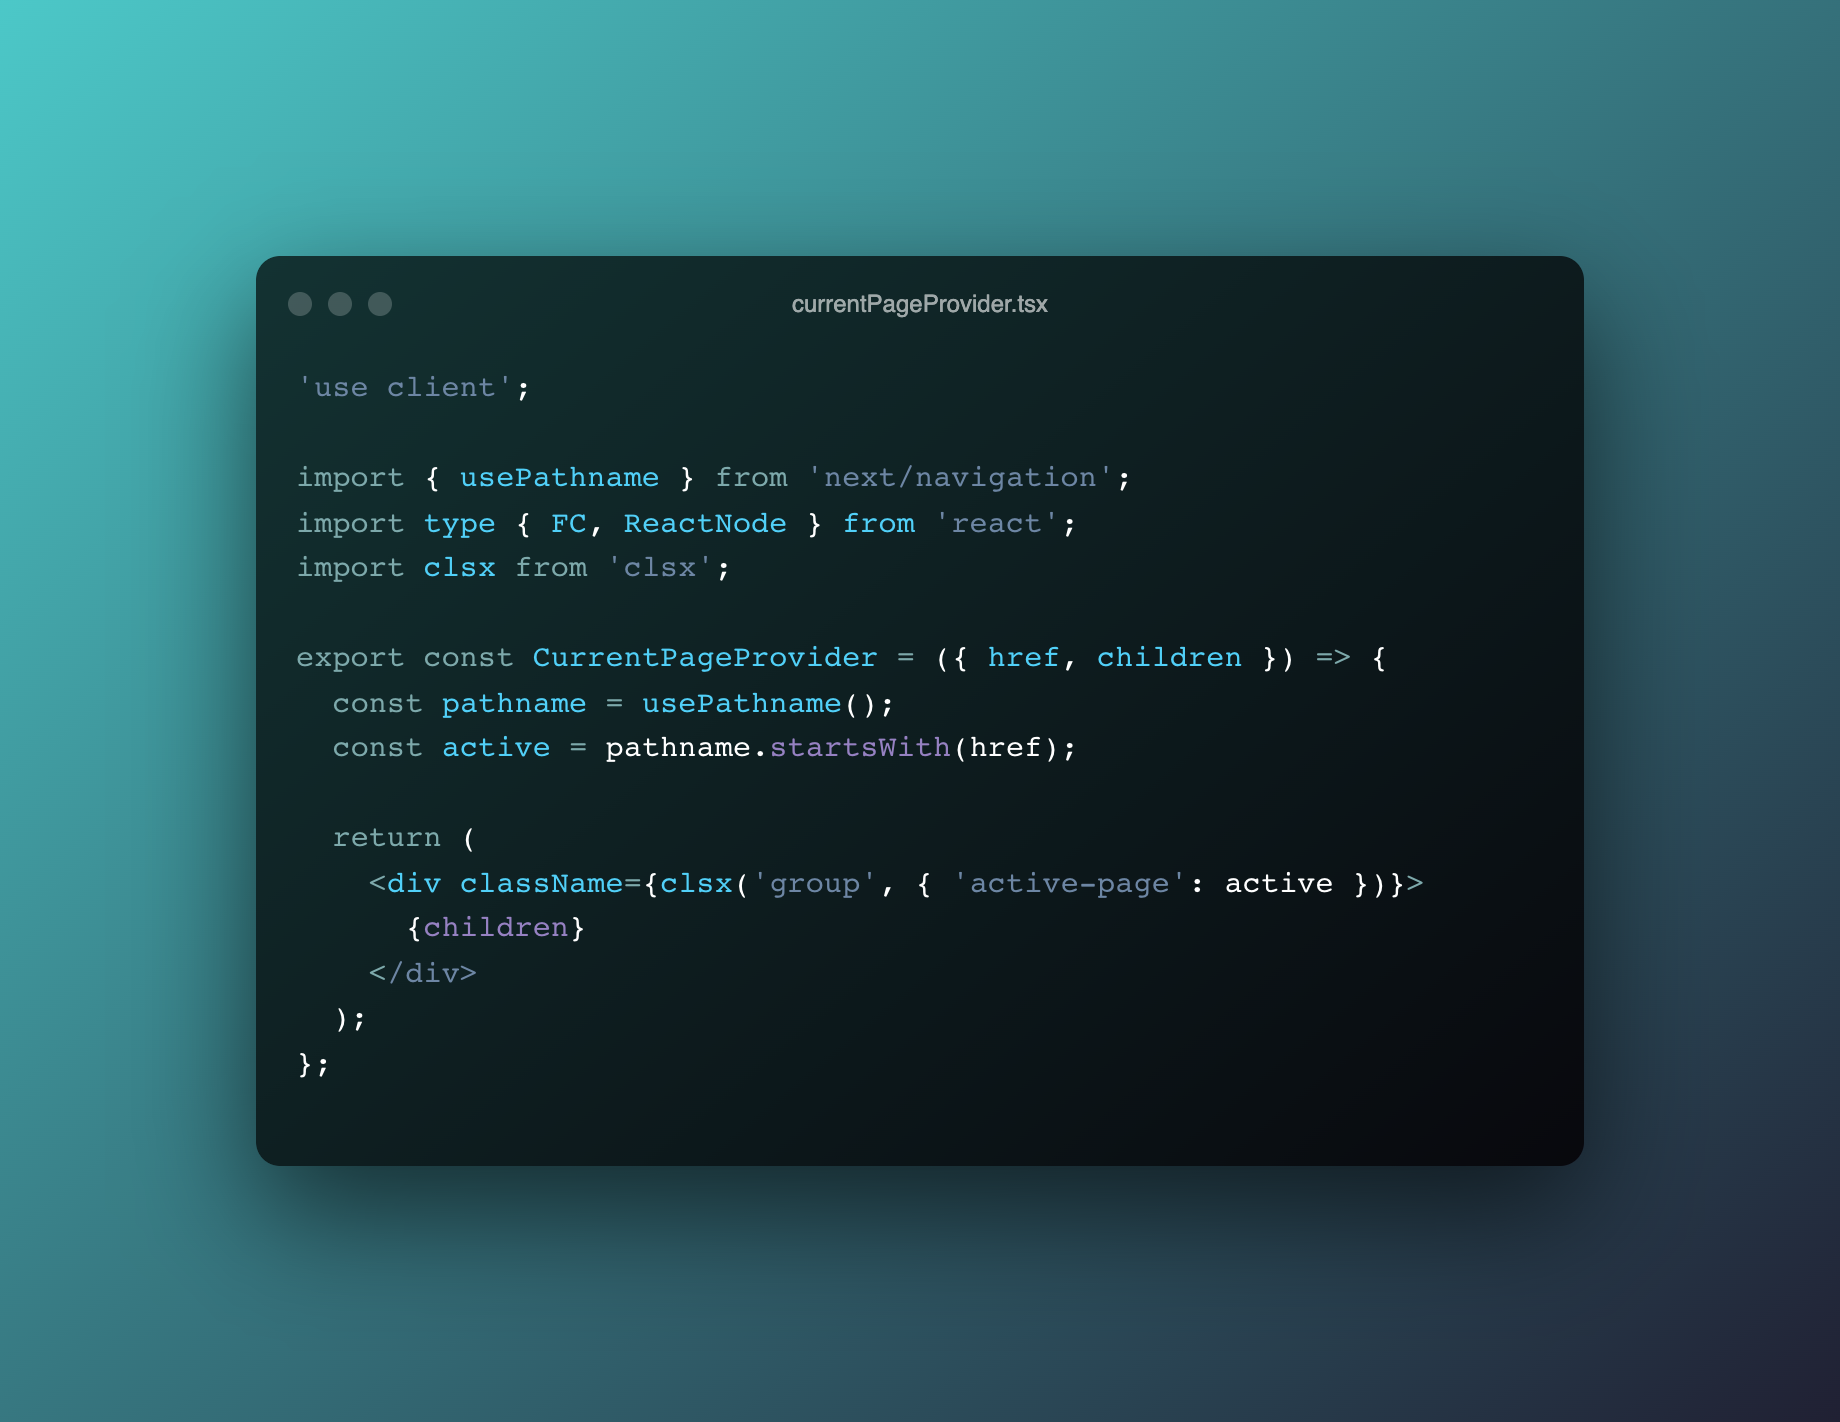 currentPageProvider.tsx
'use client';
import { usePathname } from 'next/navigation';
import type { FC, ReactNode } from 'react';
import clsx from 'clsx';
export const CurrentPageProvider = ({ href, children }) => {
  const pathname = usePathname();
  const active = pathname.startsWith(href);
  return (
    <div className={clsx('group', { 'active-page': active })}>
      {children}
    </div>
  );
};